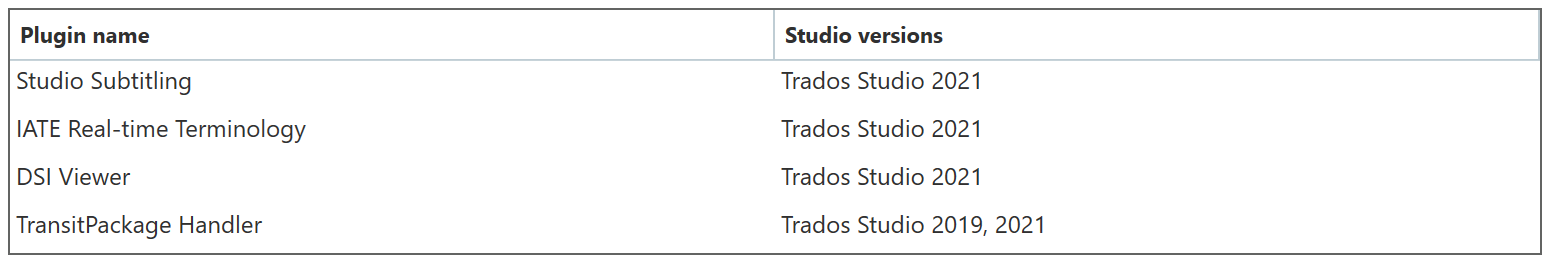 Plugin name Studio versions
Studio Subtitling Trados Studio 2021
IATE Real-time Terminology Trados Studio 2021
DSI Viewer Trados Studio 2021
TransitPackage Handler Trados Studio 2019, 2021